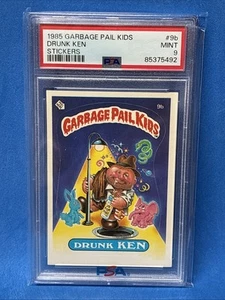 1985 GARBAGE PAIL KIDS #9b
DRUNK KEN MINT
STICKERS 9
PSA 85375492
9b
GARBAGE PAIL KIDS
DRUNK KEN
PSA